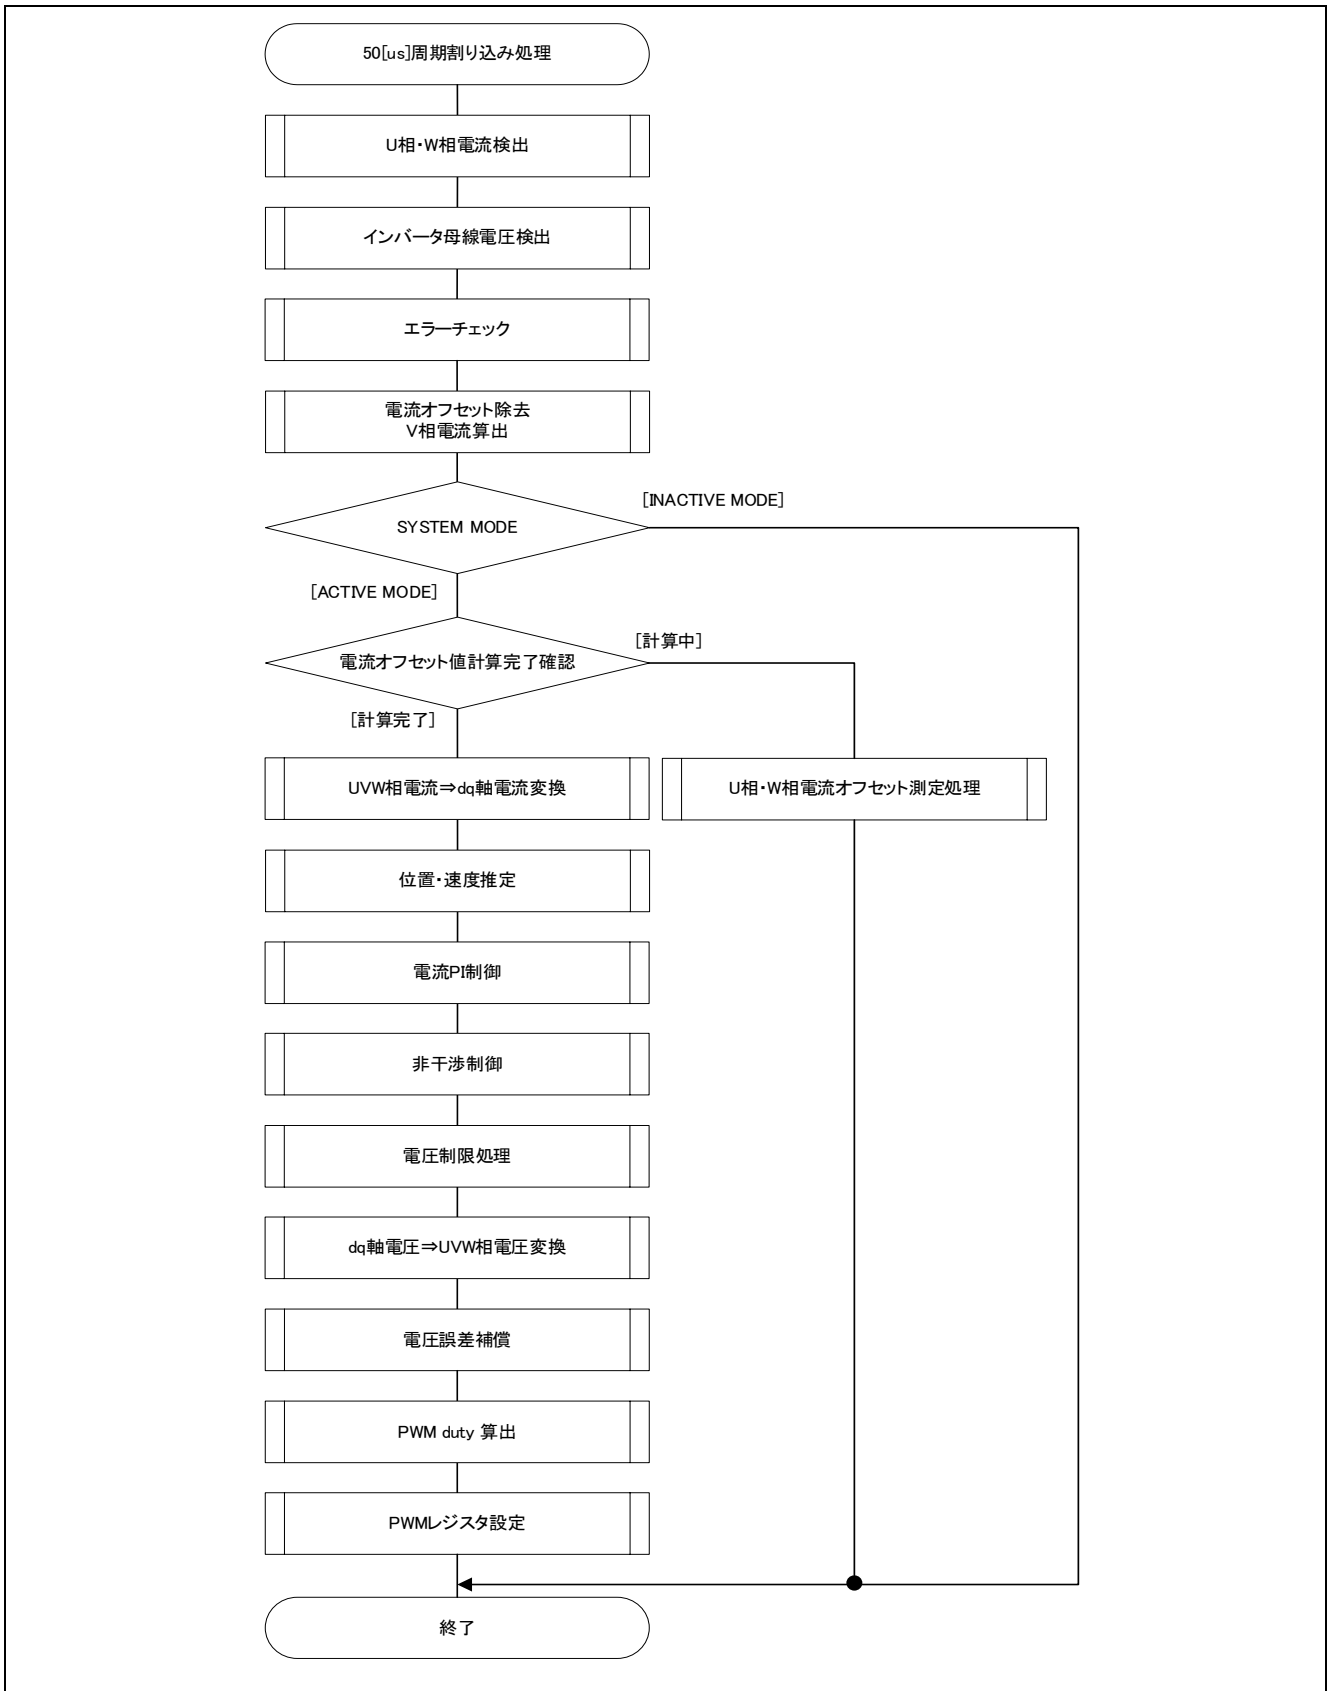 50[us]周期割り込み処理
U相・W相電流検出
インバータ母線電圧検出
エラーチェック
電流オフセット除去
V相電流算出
SYSTEM MODE
[INACTIVE MODE]
[ACTIVE MODE]
電流オフセット値計算完了確認
[計算中]
[計算完了]
UVW相電流⇒dq軸電流変換
U相・W相電流オフセット測定処理
位置・速度推定
電流PI制御
非干渉制御
電圧制限処理
dq軸電圧⇒UVW相電圧変換
電圧誤差補償
PWM duty 算出
PWMレジスタ設定
終了